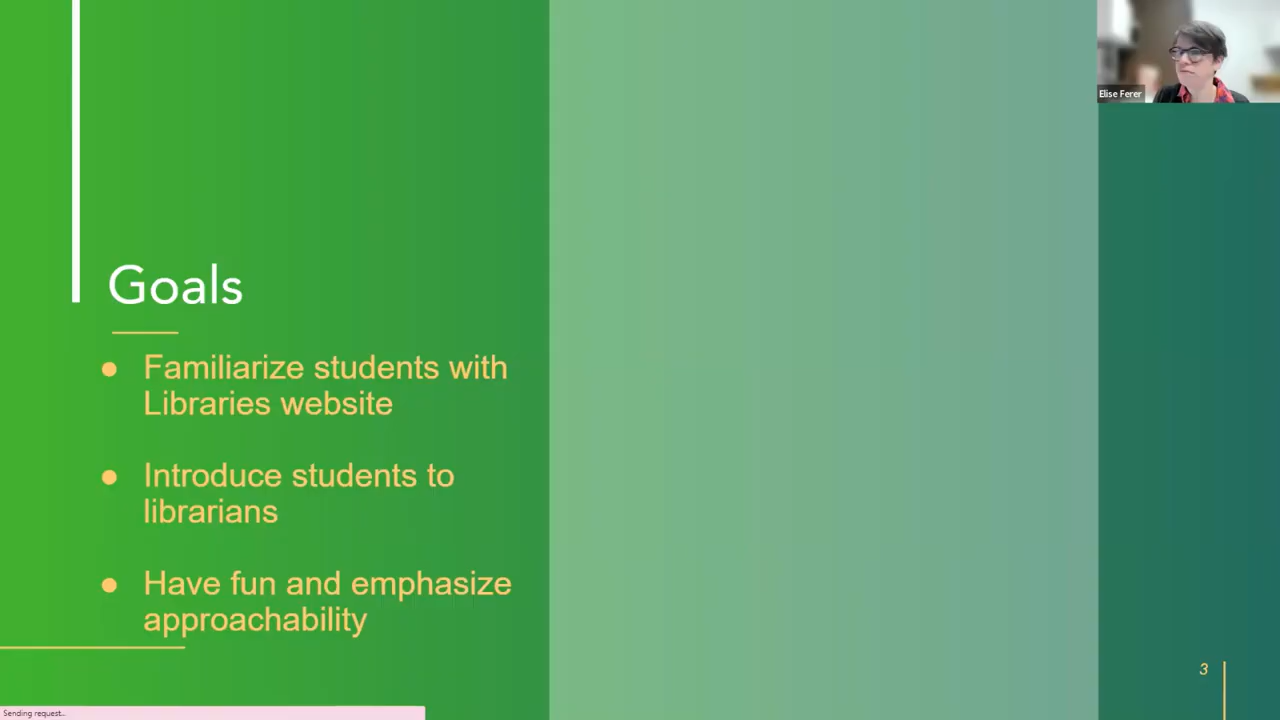 Elise Ferer
Goals
● Familiarize students with
Libraries website
● Introduce students to
librarians
● Have fun and emphasize
approachability
3
Sending request...